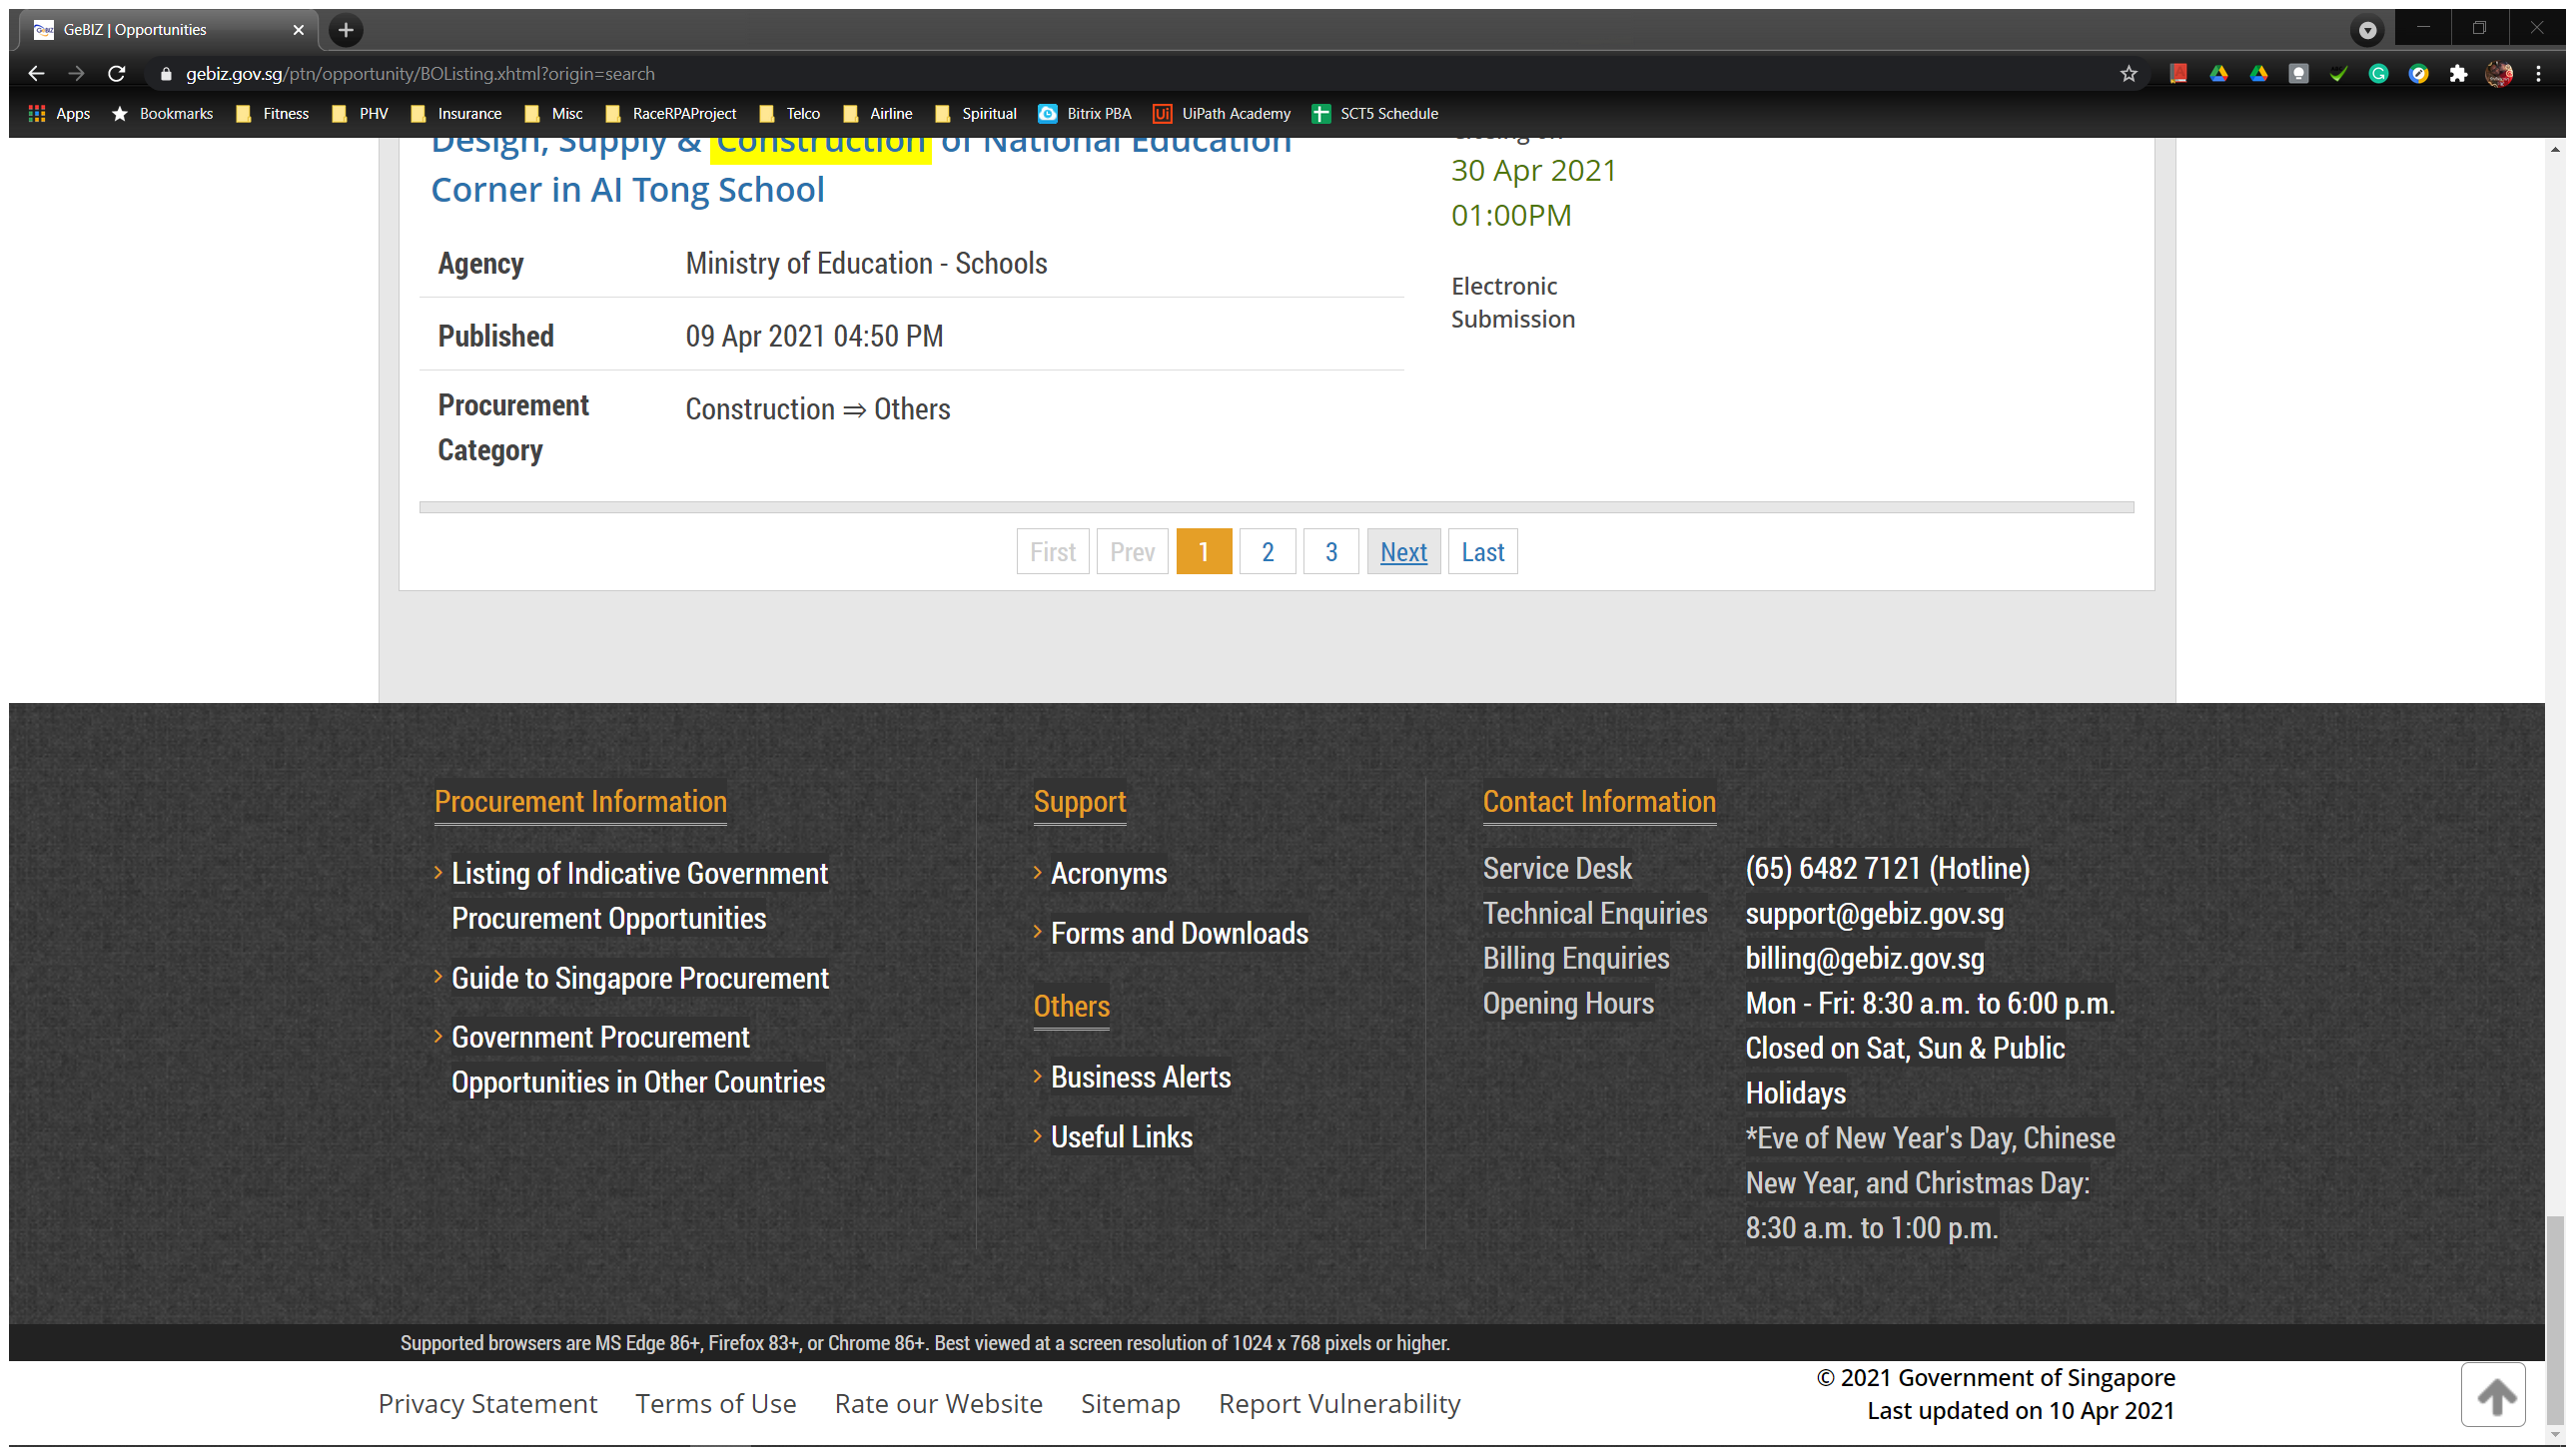 GeBIZ | Opportunities
gebiz.gov.sg/ptn/opportunity/BOListing.xhtml?origin=search
Apps Bookmarks Fitness PHV Insurance Misc RaceRPAProject Telco Airline Spiritual Bitrix PBA UiPath Academy SCT5 Schedule
Design, Supply & Construction of National Education
Corner in AI Tong School
30 Apr 2021
01:00PM
Electronic
Submission
Agency Ministry of Education - Schools
Published 09 Apr 2021 04:50 PM
Procurement
Category
Construction ⇒ Others
First Prev 1 2 3 Next Last
Procurement Information
Listing of Indicative Government
Procurement Opportunities
Guide to Singapore Procurement
Government Procurement
Opportunities in Other Countries
Support
Acronyms
Forms and Downloads
Others
Business Alerts
Useful Links
Contact Information
Service Desk (65) 6482 7121 (Hotline)
Technical Enquiries support@gebiz.gov.sg
Billing Enquiries billing@gebiz.gov.sg
Opening Hours Mon - Fri: 8:30 a.m. to 6:00 p.m.
Closed on Sat, Sun & Public
Holidays
*Eve of New Year's Day, Chinese
New Year, and Christmas Day:
8:30 a.m. to 1:00 p.m.
Supported browsers are MS Edge 86+, Firefox 83+, or Chrome 86+. Best viewed at a screen resolution of 1024 x 768 pixels or higher.
Privacy Statement Terms of Use Rate our Website Sitemap Report Vulnerability
© 2021 Government of Singapore
Last updated on 10 Apr 2021